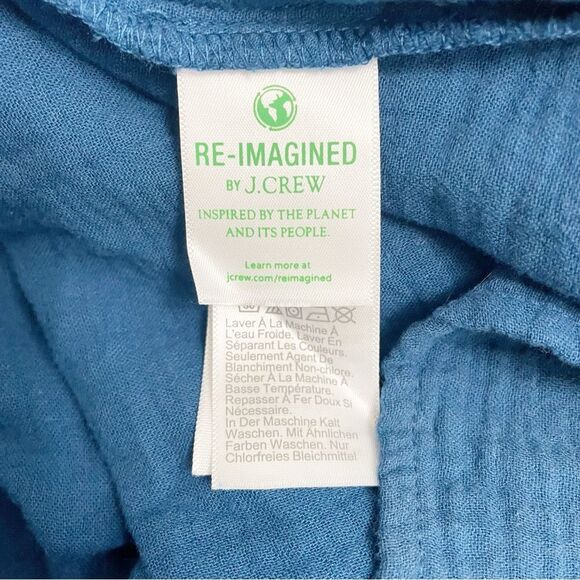 RE-IMAGINED
BY J.CREW
INSPIRED BY THE PLANET
AND ITS PEOPLE.
Learn more at
jcrew.com/reimagined
Laver À La Machine À
L'eau Froide. Laver En
Séparant Les Couleurs.
Seulement Agent De
Blanchiment Non-chlore.
Sécher À La Machine À
Basse Température.
Repasser À Fer Doux Si
Nécessaire.
In Der Maschine Kalt
Waschen. Mit Ähnlichen
Farben Waschen. Nur
Chlorfreies Bleichmittel